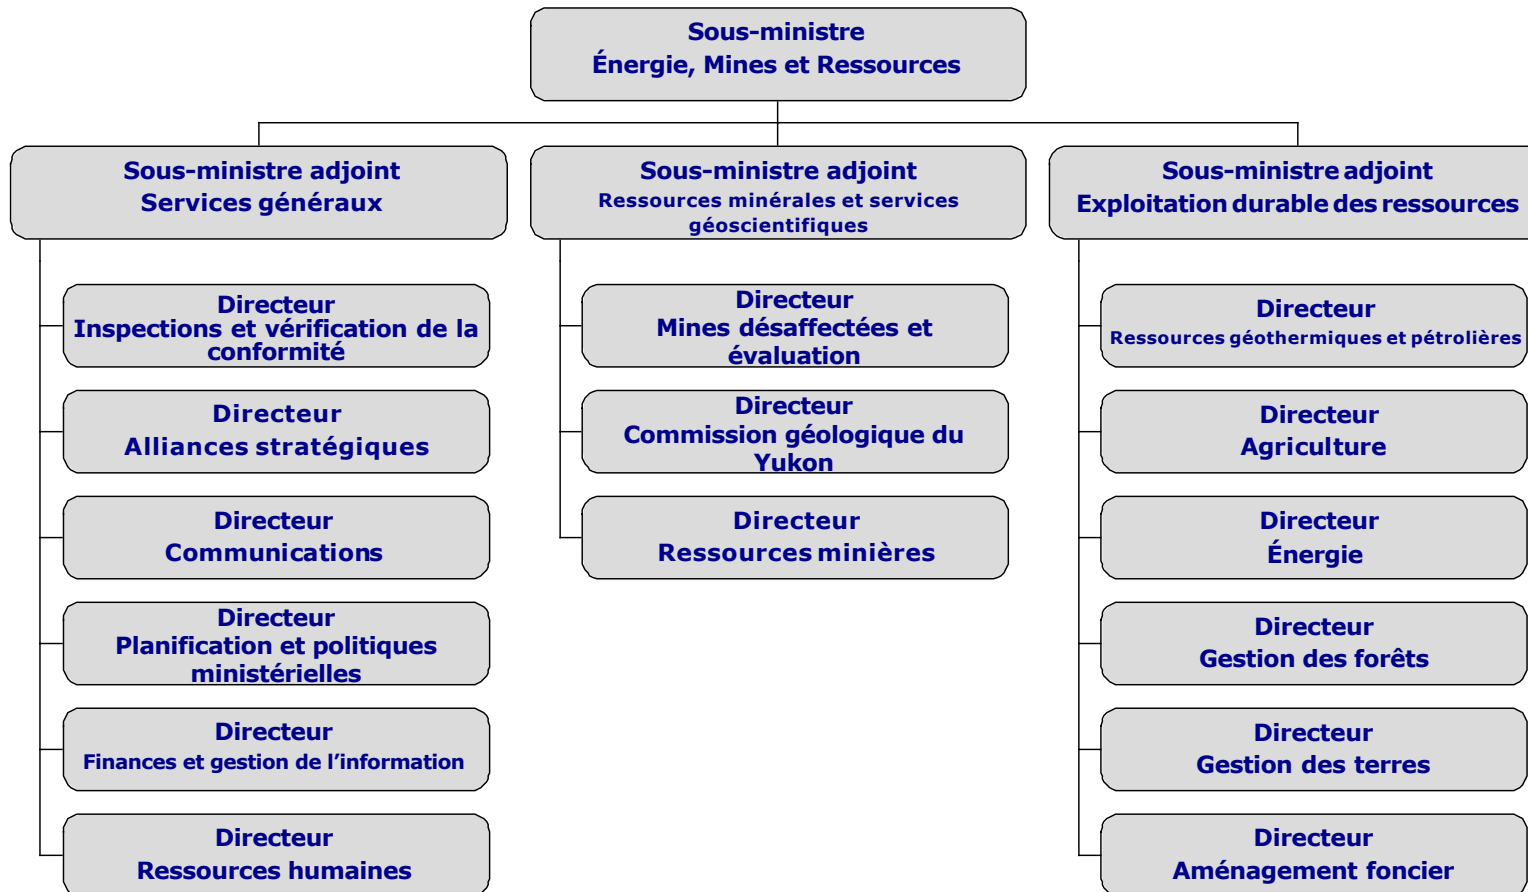 Sous-ministre
Énergie, Mines et Ressources
Sous-ministre adjoint
Services généraux
Directeur
Inspections et vérification de la
conformité
Directeur
Alliances stratégiques
Directeur
Communications
Directeur
Planification et politiques
ministérielles
Directeur
Finances et gestion de l’information
Directeur
Ressources humaines
Sous-ministre adjoint
Ressources minérales et services
géoscientifiques
Directeur
Mines désaffectées et
évaluation
Directeur
Commission géologique du
Yukon
Directeur
Ressources minières
Sous-ministre adjoint
Exploitation durable des ressources
Directeur
Ressources géothermiques et pétrolières
Directeur
Agriculture
Directeur
Énergie
Directeur
Gestion des forêts
Directeur
Gestion des terres
Directeur
Aménagement foncier